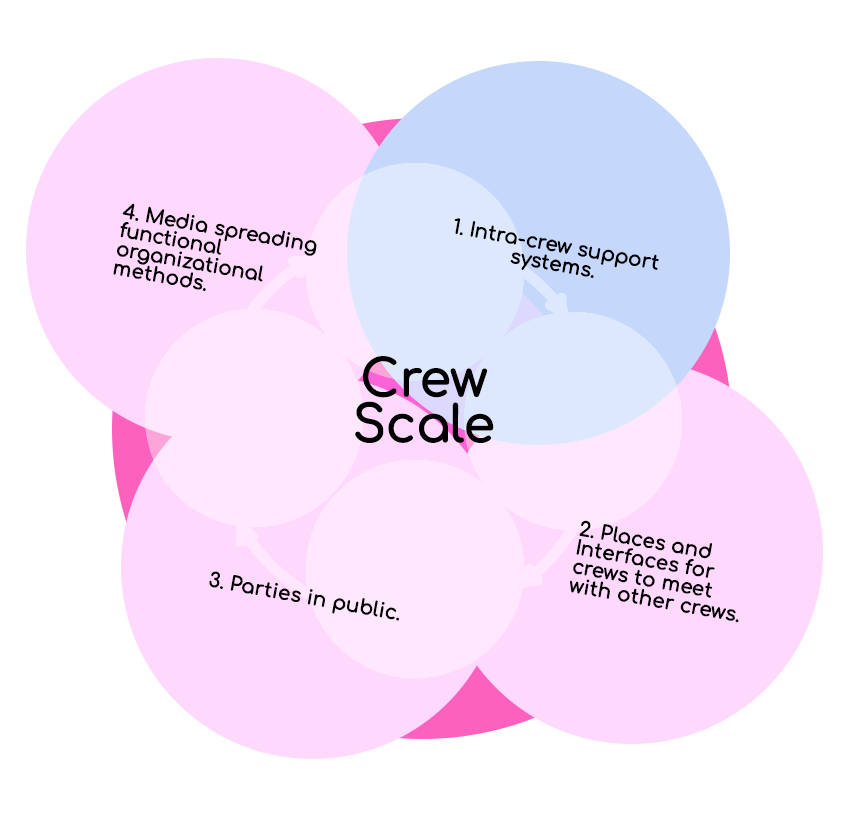 4. Media spreading
functional
organizational
methods.
1. Intra-crew support
systems.
Crew
Scale
2. Places and
Interfaces for
crews to meet
with other crews.
3. Parties in public.